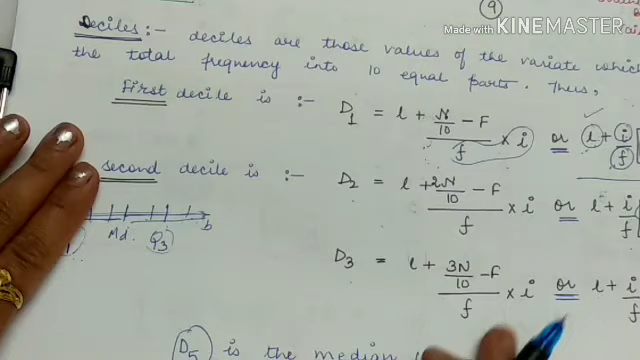 9
Made with KINEMASTER
Deciles :- deciles are those values of the variate which
the total frequency into 10 equal parts. Thus,
First decile is :- D1 = l + (N/10 - F)/f × i or l + i/f
second decile is :- D2 = l + (2N/10 - F)/f × i or l + i/f
Md. Q3 b
D3 = l + (3N/10 - F)/f × i or l + i/f
D5 is the median